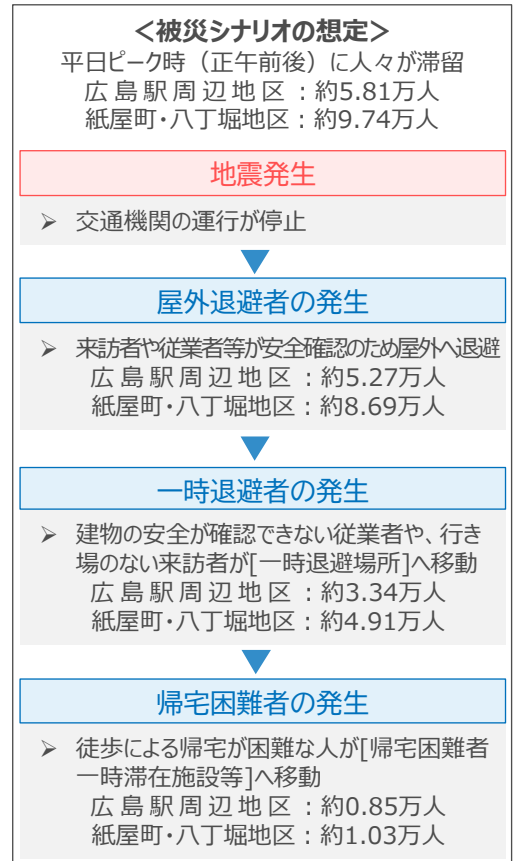 ＜被災シナリオの想定＞
平日ピーク時（正午前後）に人々が滞留
広島駅周辺地区：約5.81万人
紙屋町・八丁堀地区：約9.74万人
地震発生
➢ 交通機関の運行が停止
屋外退避者の発生
➢ 来訪者や従業者等が安全確認のため屋外へ退避
広島駅周辺地区：約5.27万人
紙屋町・八丁堀地区：約8.69万人
一時退避者の発生
➢ 建物の安全が確認できない従業者や、行き
場のない来訪者が[一時退避場所]へ移動
広島駅周辺地区：約3.34万人
紙屋町・八丁堀地区：約4.91万人
帰宅困難者の発生
➢ 徒歩による帰宅が困難な人が[帰宅困難者
一時滞在施設等]へ移動
広島駅周辺地区：約0.85万人
紙屋町・八丁堀地区：約1.03万人